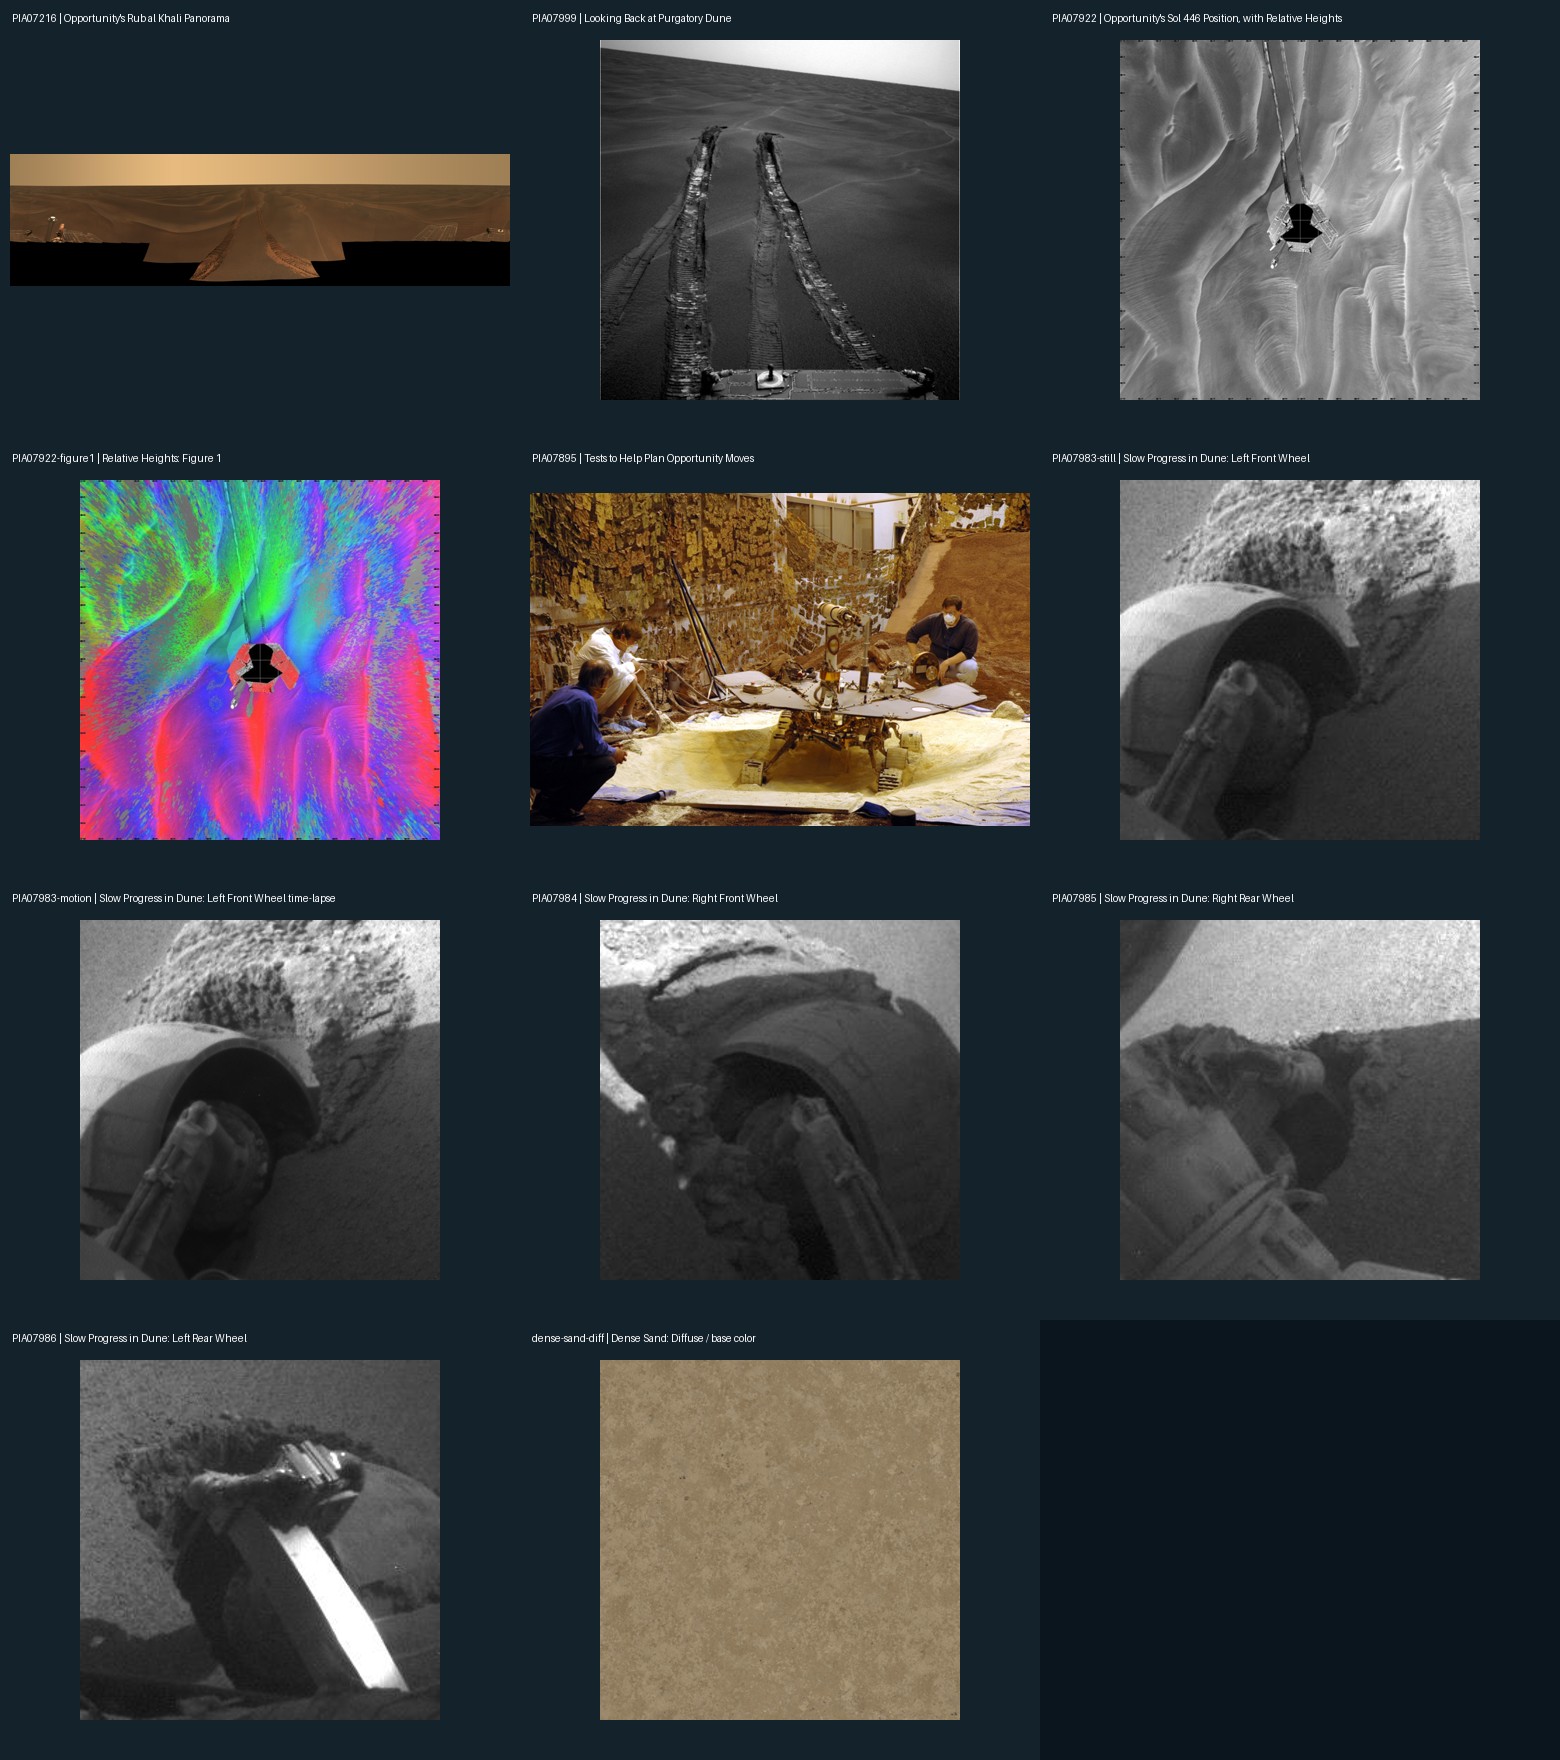 PIA07216 | Opportunity's Rub al Khali Panorama
PIA07999 | Looking Back at Purgatory Dune
PIA07922 | Opportunity's Sol 446 Position, with Relative Heights
PIA07922-figure1 | Relative Heights: Figure 1
PIA07895 | Tests to Help Plan Opportunity Moves
PIA07983-still | Slow Progress in Dune: Left Front Wheel
PIA07983-motion | Slow Progress in Dune: Left Front Wheel time-lapse
PIA07984 | Slow Progress in Dune: Right Front Wheel
PIA07985 | Slow Progress in Dune: Right Rear Wheel
PIA07986 | Slow Progress in Dune: Left Rear Wheel
dense-sand-diff | Dense Sand: Diffuse / base color